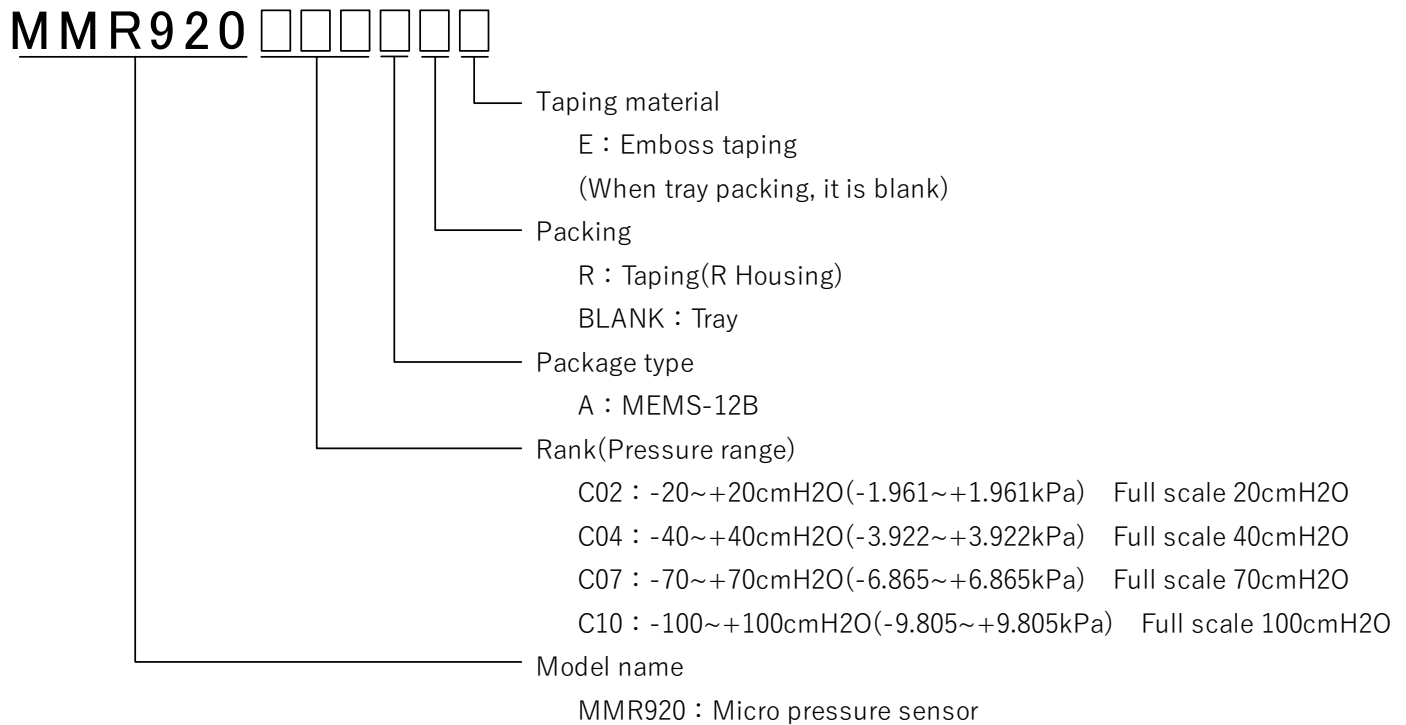 MMR920□□□□□□
Taping material
E：Emboss taping
(When tray packing, it is blank)
Packing
R：Taping(R Housing)
BLANK：Tray
Package type
A：MEMS-12B
Rank(Pressure range)
C02：-20~+20cmH2O(-1.961~+1.961kPa)　Full scale 20cmH2O
C04：-40~+40cmH2O(-3.922~+3.922kPa)　Full scale 40cmH2O
C07：-70~+70cmH2O(-6.865~+6.865kPa)　Full scale 70cmH2O
C10：-100~+100cmH2O(-9.805~+9.805kPa)　Full scale 100cmH2O
Model name
MMR920：Micro pressure sensor